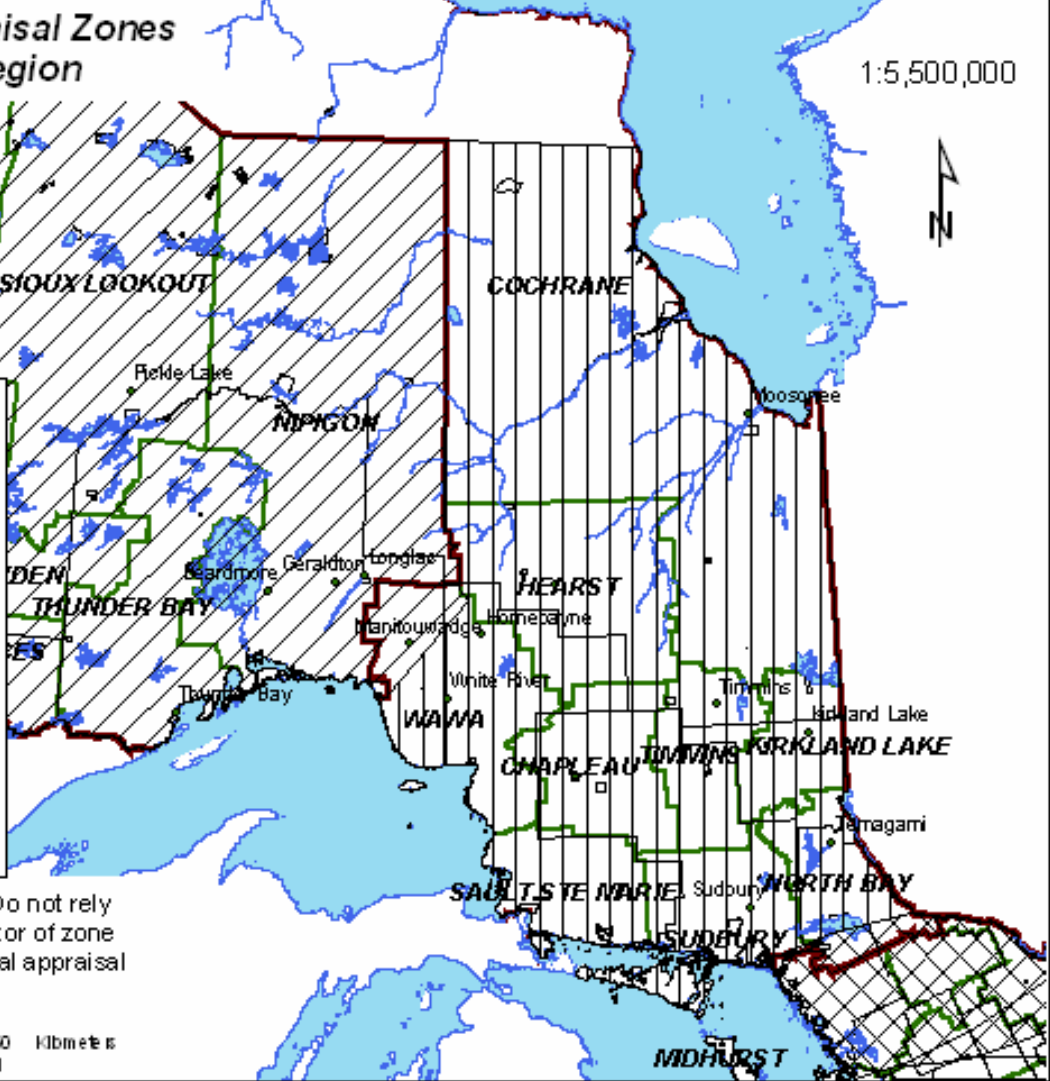 isal Zones
egion
1:5,500,000
N
SIOUX LOOKOUT
COCHRANE
Pickle Lake
Moosonee
NIPIGON
Geraldton
Longlac
Beardmore
DEN
HEARST
THUNDER BAY
Hornepayne
Manitouwadge
CES
White River
Thunder Bay
Timmins
WAWA
Kirkland Lake
TIMMINS
KIRKLAND LAKE
CHAPLEAU
Temagami
SAULT STE MARIE
Sudbury
NORTH BAY
Do not rely
tor of zone
SUDBURY
al appraisal
0 Kilometers
MIDHURST